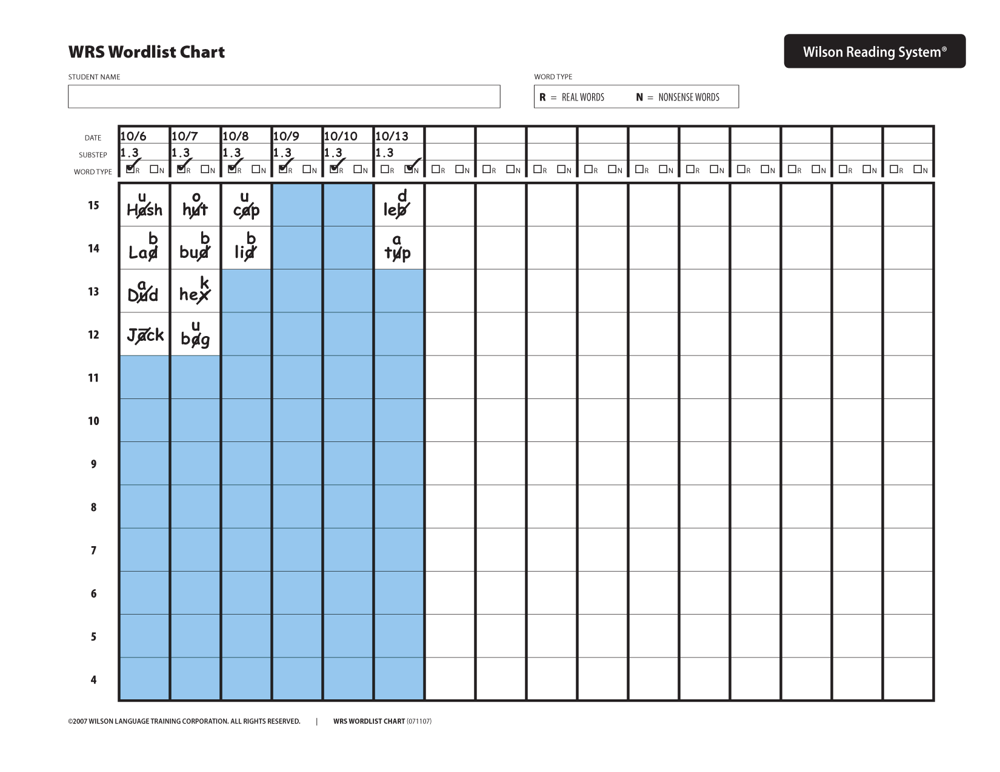 WRS Wordlist Chart
Wilson Reading System®
STUDENT NAME
WORD TYPE
R = REAL WORDS N = NONSENSE WORDS
DATE 10/6 10/7 10/8 10/9 10/10 10/13
SUBSTEP 1.3 1.3 1.3 1.3 1.3 1.3
WORD TYPE R N R N R N R N R N R N R N R N R N R N R N R N R N R N R N R N
u o u d
15 Hash hut cap leb
b b b a
14 Lad bud lid tup
a k
13 Dud hex
u
12 Jack bag
11
10
9
8
7
6
5
4
©2007 WILSON LANGUAGE TRAINING CORPORATION. ALL RIGHTS RESERVED. | WRS WORDLIST CHART (071107)